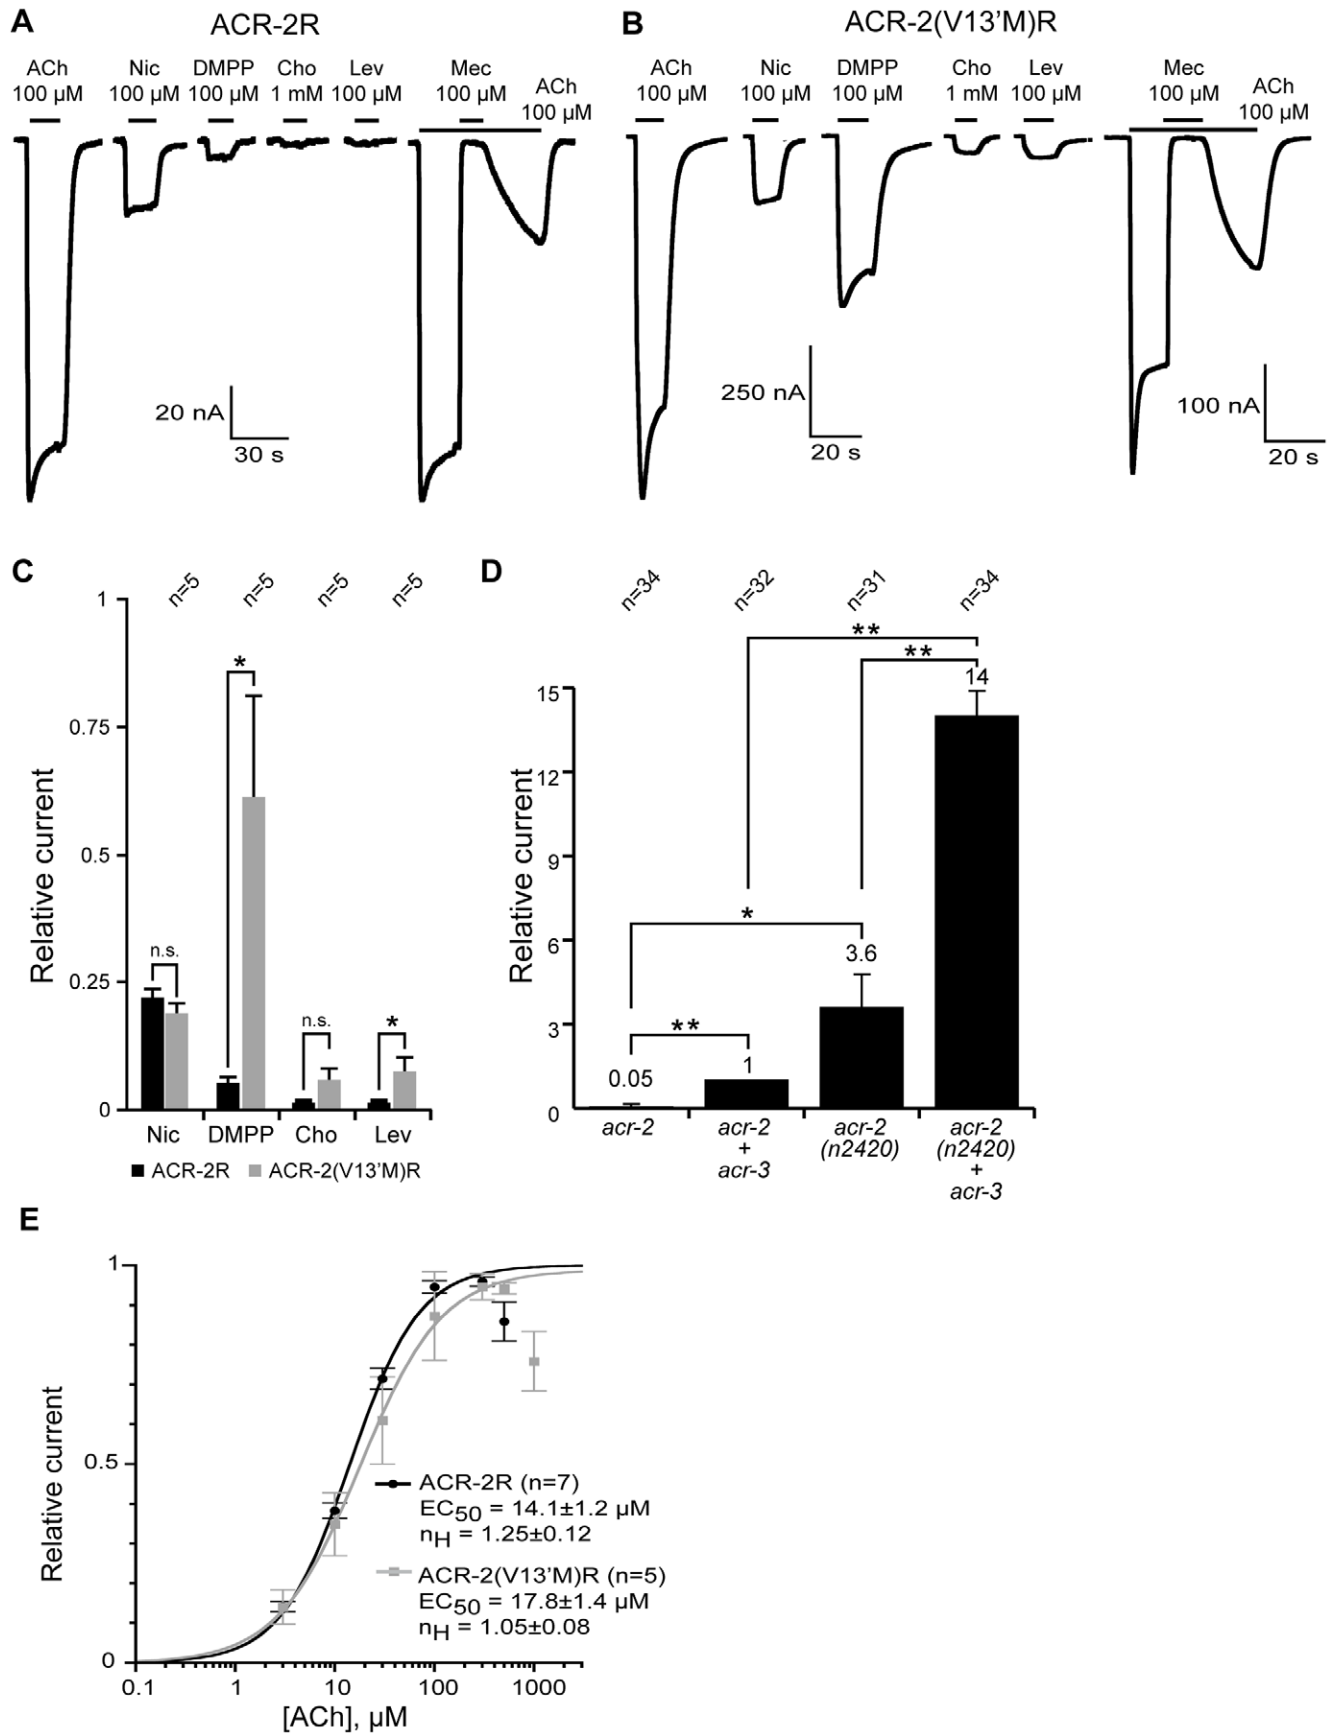 A
ACR-2R
ACh
100 µM
Nic
100 µM
DMPP
100 µM
Cho
1 mM
Lev
100 µM
Mec
100 µM
ACh
100 µM
20 nA
30 s
B
ACR-2(V13'M)R
ACh
100 µM
Nic
100 µM
DMPP
100 µM
Cho
1 mM
Lev
100 µM
Mec
100 µM
ACh
100 µM
250 nA
20 s
100 nA
20 s
C
n=5
n=5
n=5
n=5
Relative current
1
0.75
0.5
0.25
0
n.s.
*
n.s.
*
Nic
DMPP
Cho
Lev
ACR-2R
ACR-2(V13'M)R
D
n=34
n=32
n=31
n=34
Relative current
15
12
9
6
3
0
**
**
*
**
0.05
1
3.6
14
acr-2
acr-2
+
acr-3
acr-2
(n2420)
acr-2
(n2420)
+
acr-3
E
Relative current
1
0.5
0
ACR-2R (n=7)
EC50 = 14.1±1.2 µM
nH = 1.25±0.12
ACR-2(V13'M)R (n=5)
EC50 = 17.8±1.4 µM
nH = 1.05±0.08
0.1
1
10
100
1000
[ACh], µM